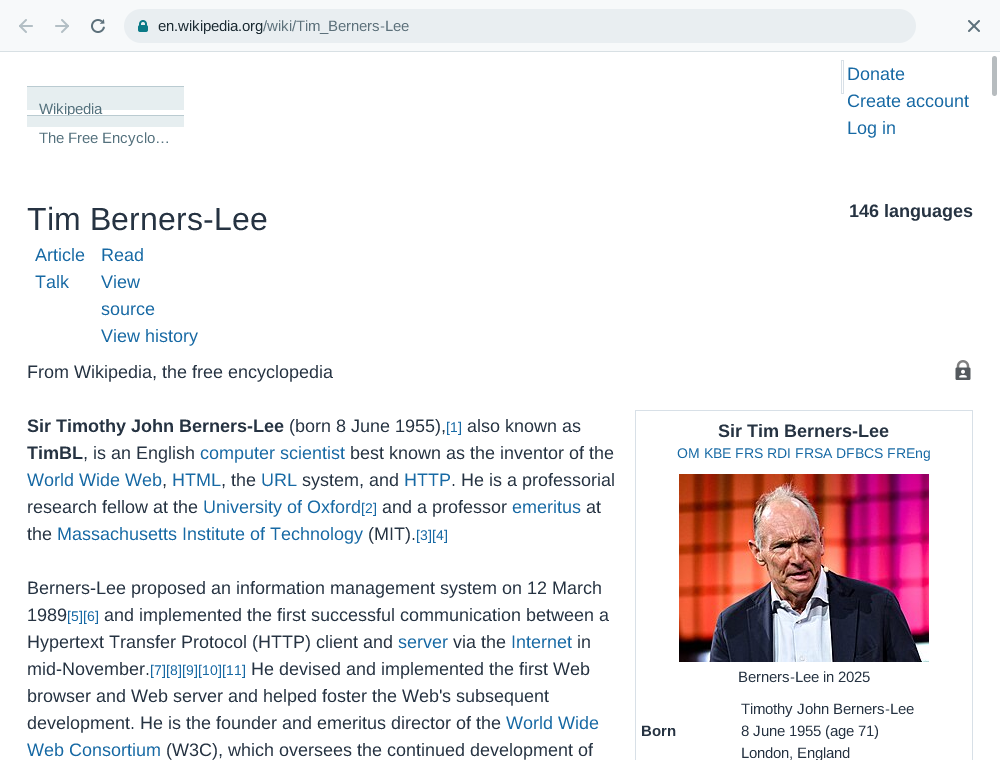 en.wikipedia.org/wiki/Tim_Berners-Lee
Donate
Create account
Log in
Wikipedia
The Free Encyclo…
Tim Berners-Lee
146 languages
Article
Talk
Read
View
source
View history
From Wikipedia, the free encyclopedia
Sir Timothy John Berners-Lee (born 8 June 1955),[1] also known as
TimBL, is an English computer scientist best known as the inventor of the
World Wide Web, HTML, the URL system, and HTTP. He is a professorial
research fellow at the University of Oxford[2] and a professor emeritus at
the Massachusetts Institute of Technology (MIT).[3][4]
Berners-Lee proposed an information management system on 12 March
1989[5][6] and implemented the first successful communication between a
Hypertext Transfer Protocol (HTTP) client and server via the Internet in
mid-November.[7][8][9][10][11] He devised and implemented the first Web
browser and Web server and helped foster the Web's subsequent
development. He is the founder and emeritus director of the World Wide
Web Consortium (W3C), which oversees the continued development of
Sir Tim Berners-Lee
OM KBE FRS RDI FRSA DFBCS FREng
Berners-Lee in 2025
Born
Timothy John Berners-Lee
8 June 1955 (age 71)
London, England